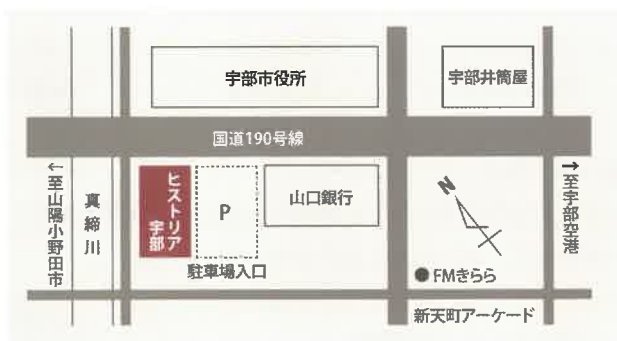 宇部市役所
宇部井筒屋
国道190号線
←至山陽小野田市
真締川
ヒストリア
宇部
P
駐車場入口
山口銀行
N
→至宇部空港
FMきらら
新天町アーケード